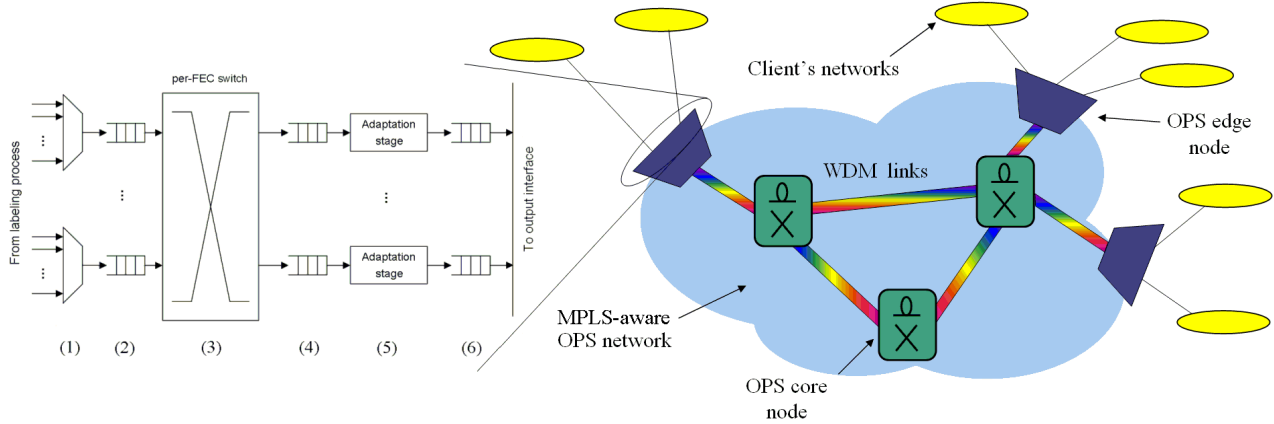 per-FEC switch
From labeling process
...
...
...
Adaptation
stage
...
Adaptation
stage
To output interface
(1)
(2)
(3)
(4)
(5)
(6)
Client's networks
OPS edge
node
WDM links
MPLS-aware
OPS network
OPS core
node